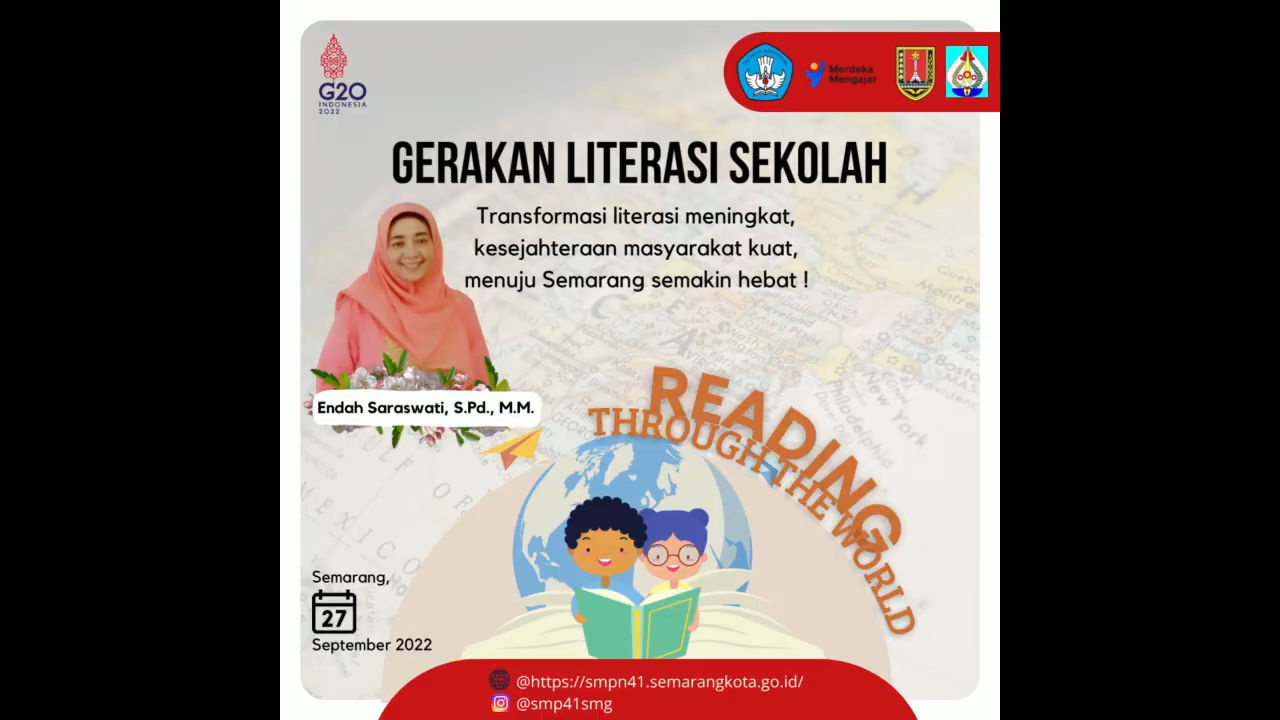 G20
INDONESIA
2022
Merdeka
Mengajar
GERAKAN LITERASI SEKOLAH
Transformasi literasi meningkat,
kesejahteraan masyarakat kuat,
menuju Semarang semakin hebat !
Endah Saraswati, S.Pd., M.M.
READING
THROUGH THE WORLD
Semarang,
27
September 2022
@https://smpn41.semarangkota.go.id/
@smp41smg